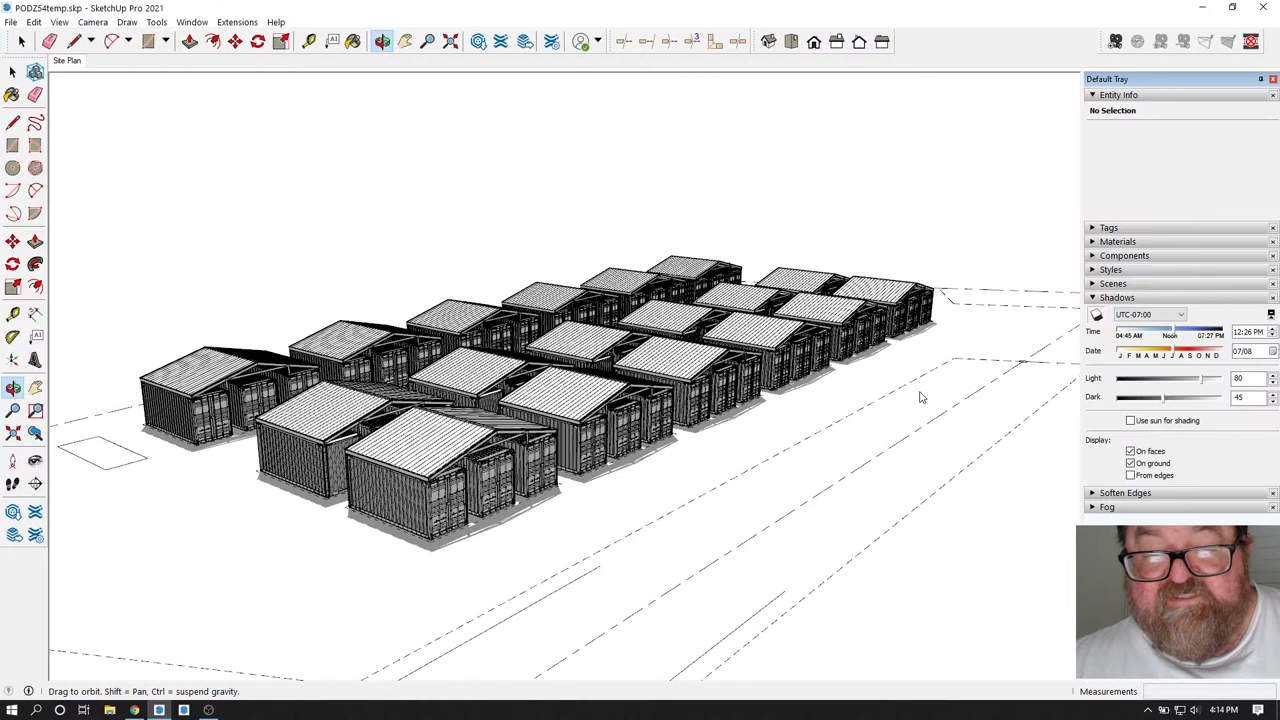 PODZ54temp.skp - SketchUp Pro 2021
File Edit View Camera Draw Tools Window Extensions Help
A1
3
Site Plan
Default Tray
Entity Info
No Selection
A1
Tags
Materials
Components
Styles
Scenes
Shadows
UTC-07:00
Time
04:45 AM Noon 07:27 PM
12:26 PM
Date
J F M A M J J A S O N D
07/08
Light
80
Dark
45
Use sun for shading
Display:
On faces
On ground
From edges
Soften Edges
Fog
Drag to orbit. Shift = Pan, Ctrl = suspend gravity.
Measurements
4:14 PM